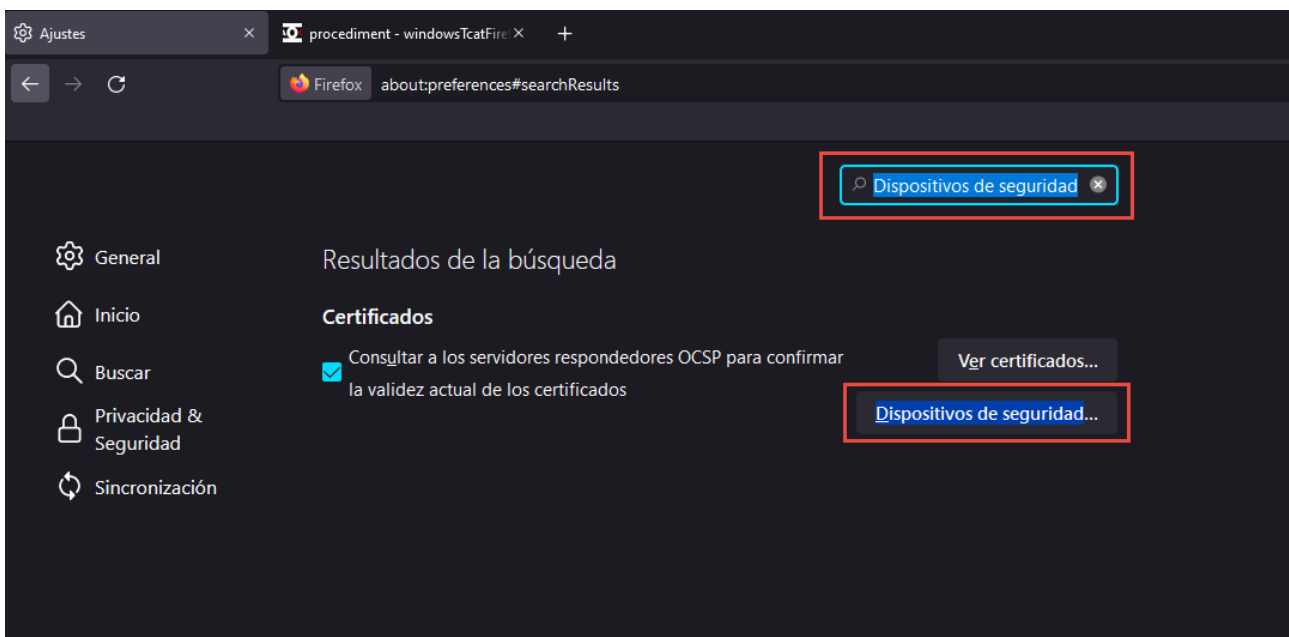 Ajustes
procediment - windowsTcatFire
Firefox about:preferences#searchResults
Dispositivos de seguridad
General
Inicio
Buscar
Privacidad &
Seguridad
Sincronización
Resultados de la búsqueda
Certificados
Consultar a los servidores respondedores OCSP para confirmar
la validez actual de los certificados
Ver certificados...
Dispositivos de seguridad...